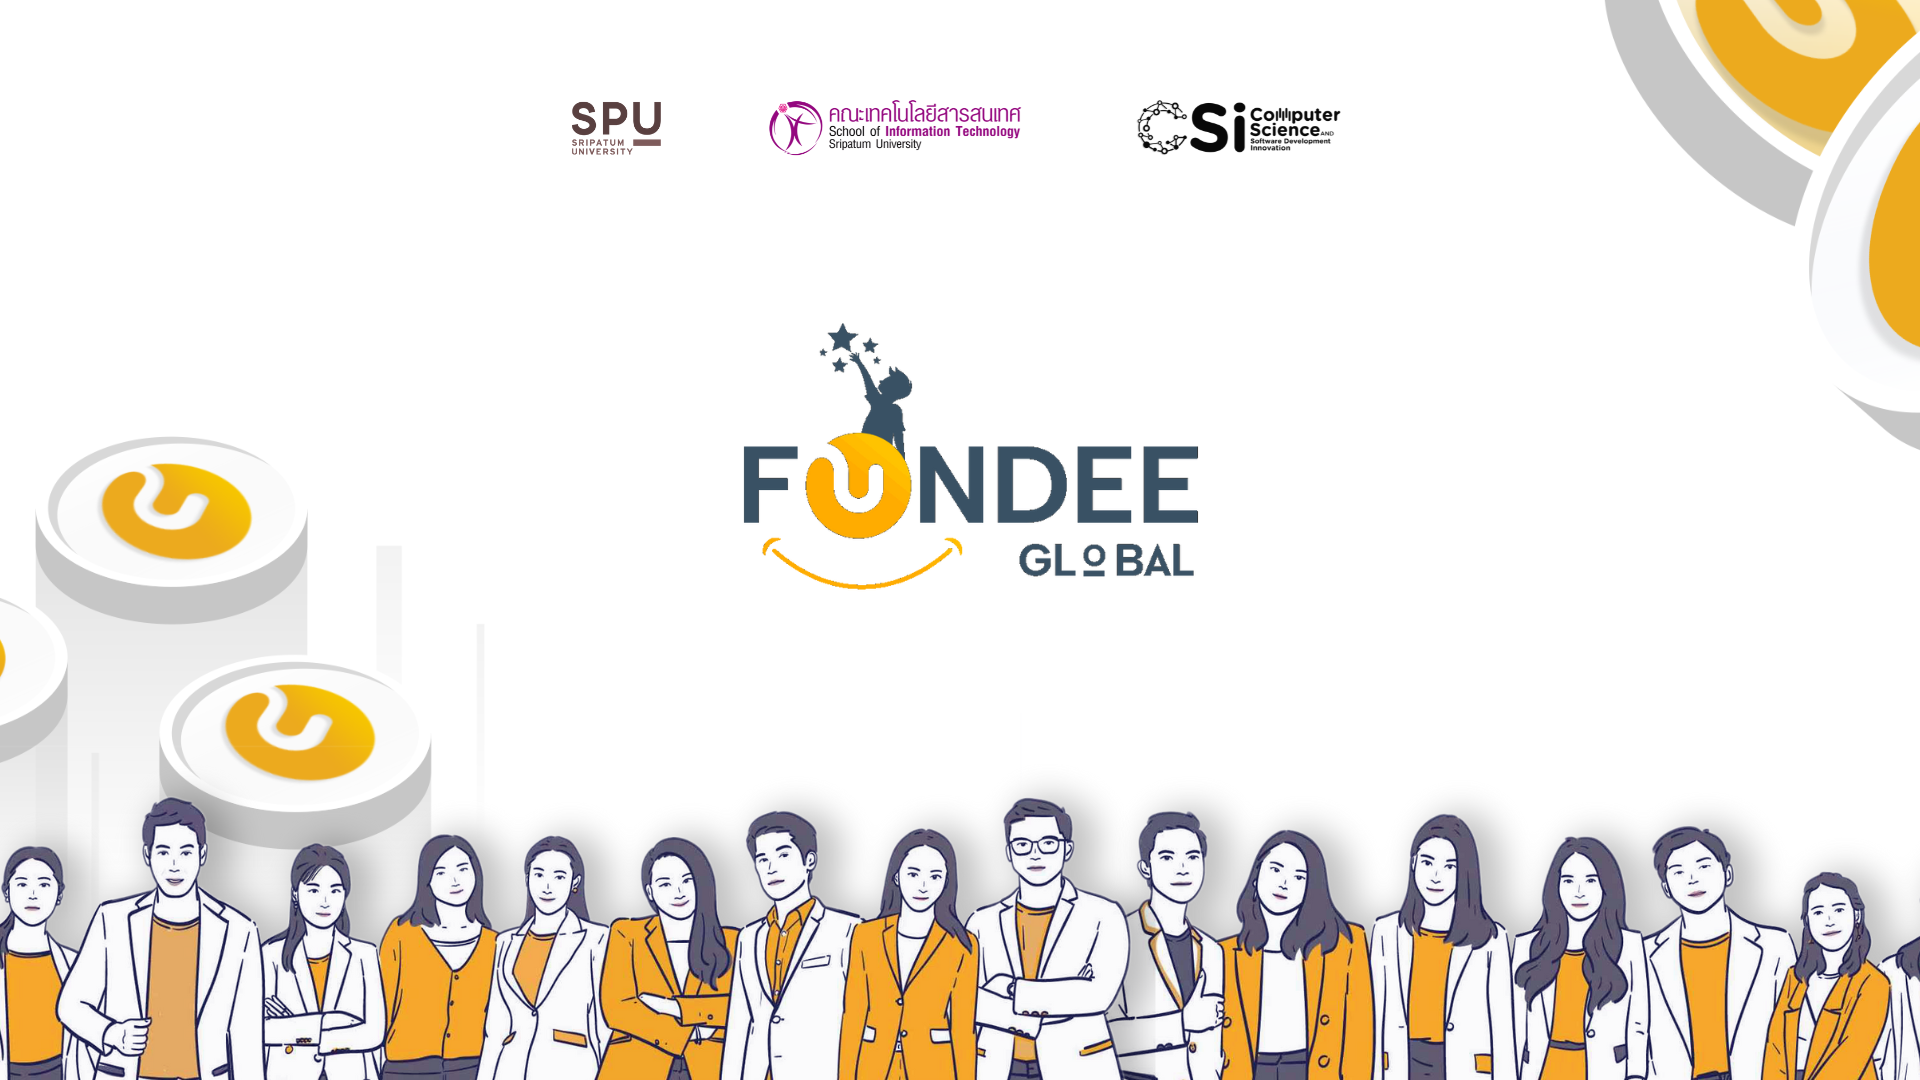 SPU
SRIPATUM
UNIVERSITY
คณะเทคโนโลยีสารสนเทศ
School of Information Technology
Sripatum University
CSi Computer
Science AND
Software Development
Innovation
FUNDEE
GLOBAL